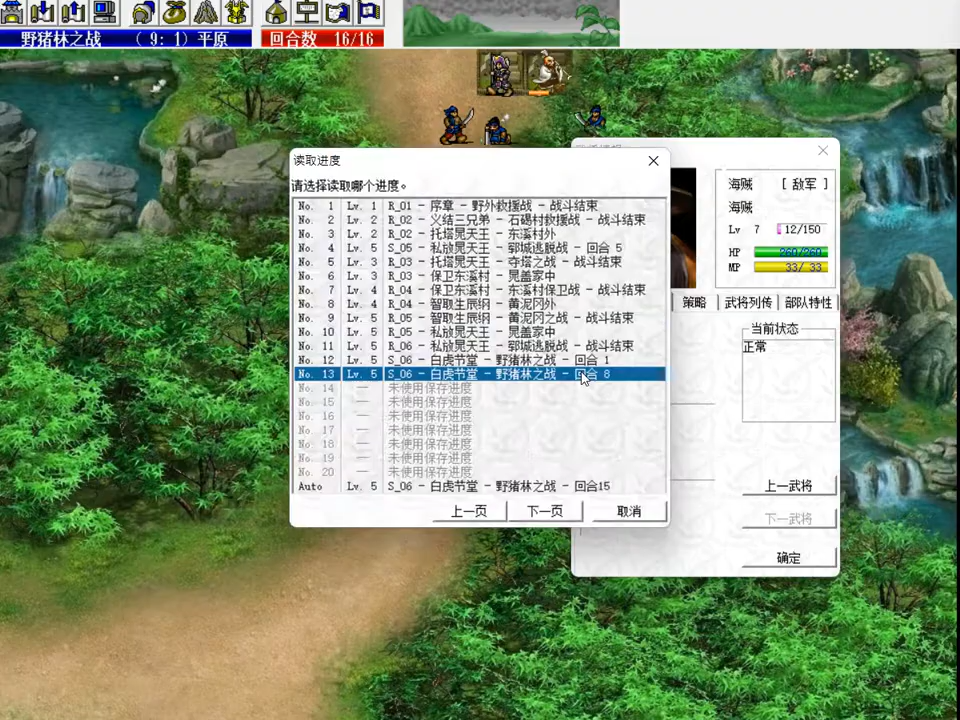 野猪林之战 ( 9: 1) 平原
回合数 16/16
读取进度
请选择读取哪个进度。
No. 1 Lv. 1 R_01 - 序章 - 野外救援战 - 战斗结束
No. 2 Lv. 2 R_02 - 义结三兄弟 - 石碣村救援战 - 战斗结束
No. 3 Lv. 2 R_02 - 托塔晁天王 - 东溪村外
No. 4 Lv. 5 S_05 - 私放晁天王 - 郓城逃脱战 - 回合 5
No. 5 Lv. 3 R_03 - 托塔晁天王 - 夺塔之战 - 战斗结束
No. 6 Lv. 3 R_03 - 保卫东溪村 - 晁盖家中
No. 7 Lv. 4 R_04 - 保卫东溪村 - 东溪村保卫战 - 战斗结束
No. 8 Lv. 4 R_04 - 智取生辰纲 - 黄泥冈外
No. 9 Lv. 5 R_05 - 智取生辰纲 - 黄泥冈之战 - 战斗结束
No. 10 Lv. 5 R_05 - 私放晁天王 - 晁盖家中
No. 11 Lv. 5 R_06 - 私放晁天王 - 郓城逃脱战 - 战斗结束
No. 12 Lv. 5 S_06 - 白虎节堂 - 野猪林之战 - 回合 1
No. 13 Lv. 5 S_06 - 白虎节堂 - 野猪林之战 - 回合 8
No. 14 — 未使用保存进度
No. 15 — 未使用保存进度
No. 16 — 未使用保存进度
No. 17 — 未使用保存进度
No. 18 — 未使用保存进度
No. 19 — 未使用保存进度
No. 20 — 未使用保存进度
Auto Lv. 5 S_06 - 白虎节堂 - 野猪林之战 - 回合15
上一页 下一页 取消
海贼 [ 敌军 ]
海贼
Lv 7 12/150
HP 260/260
MP 33/ 33
策略 武将列传 部队特性
当前状态
正常
上一武将
下一武将
确定